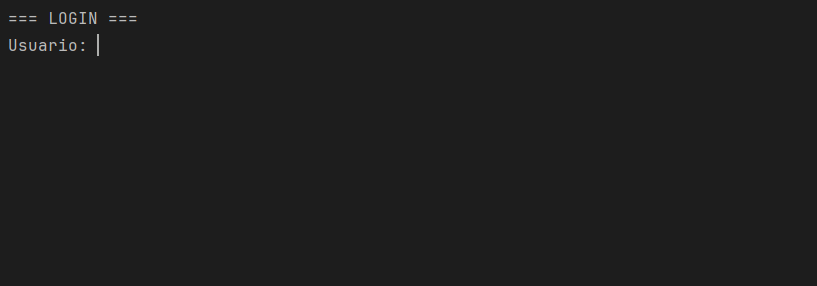 === LOGIN ===
Usuario: